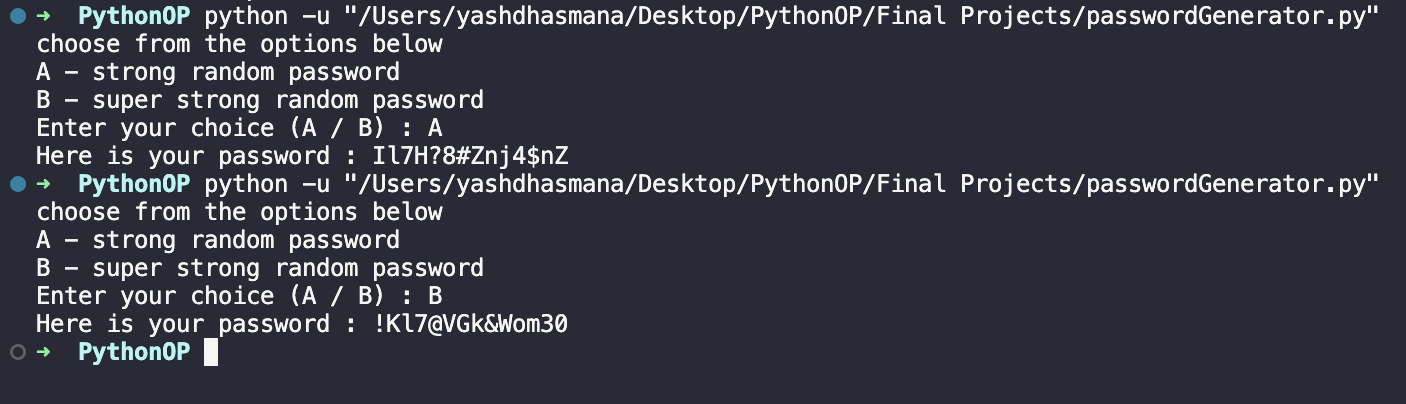 ➜  PythonOP python -u "/Users/yashdhasmana/Desktop/PythonOP/Final Projects/passwordGenerator.py"
choose from the options below
A - strong random password
B - super strong random password
Enter your choice (A / B) : A
Here is your password : Il7H?8#Znj4$nZ
➜  PythonOP python -u "/Users/yashdhasmana/Desktop/PythonOP/Final Projects/passwordGenerator.py"
choose from the options below
A - strong random password
B - super strong random password
Enter your choice (A / B) : B
Here is your password : !Kl7@VGk&Wom30
➜  PythonOP